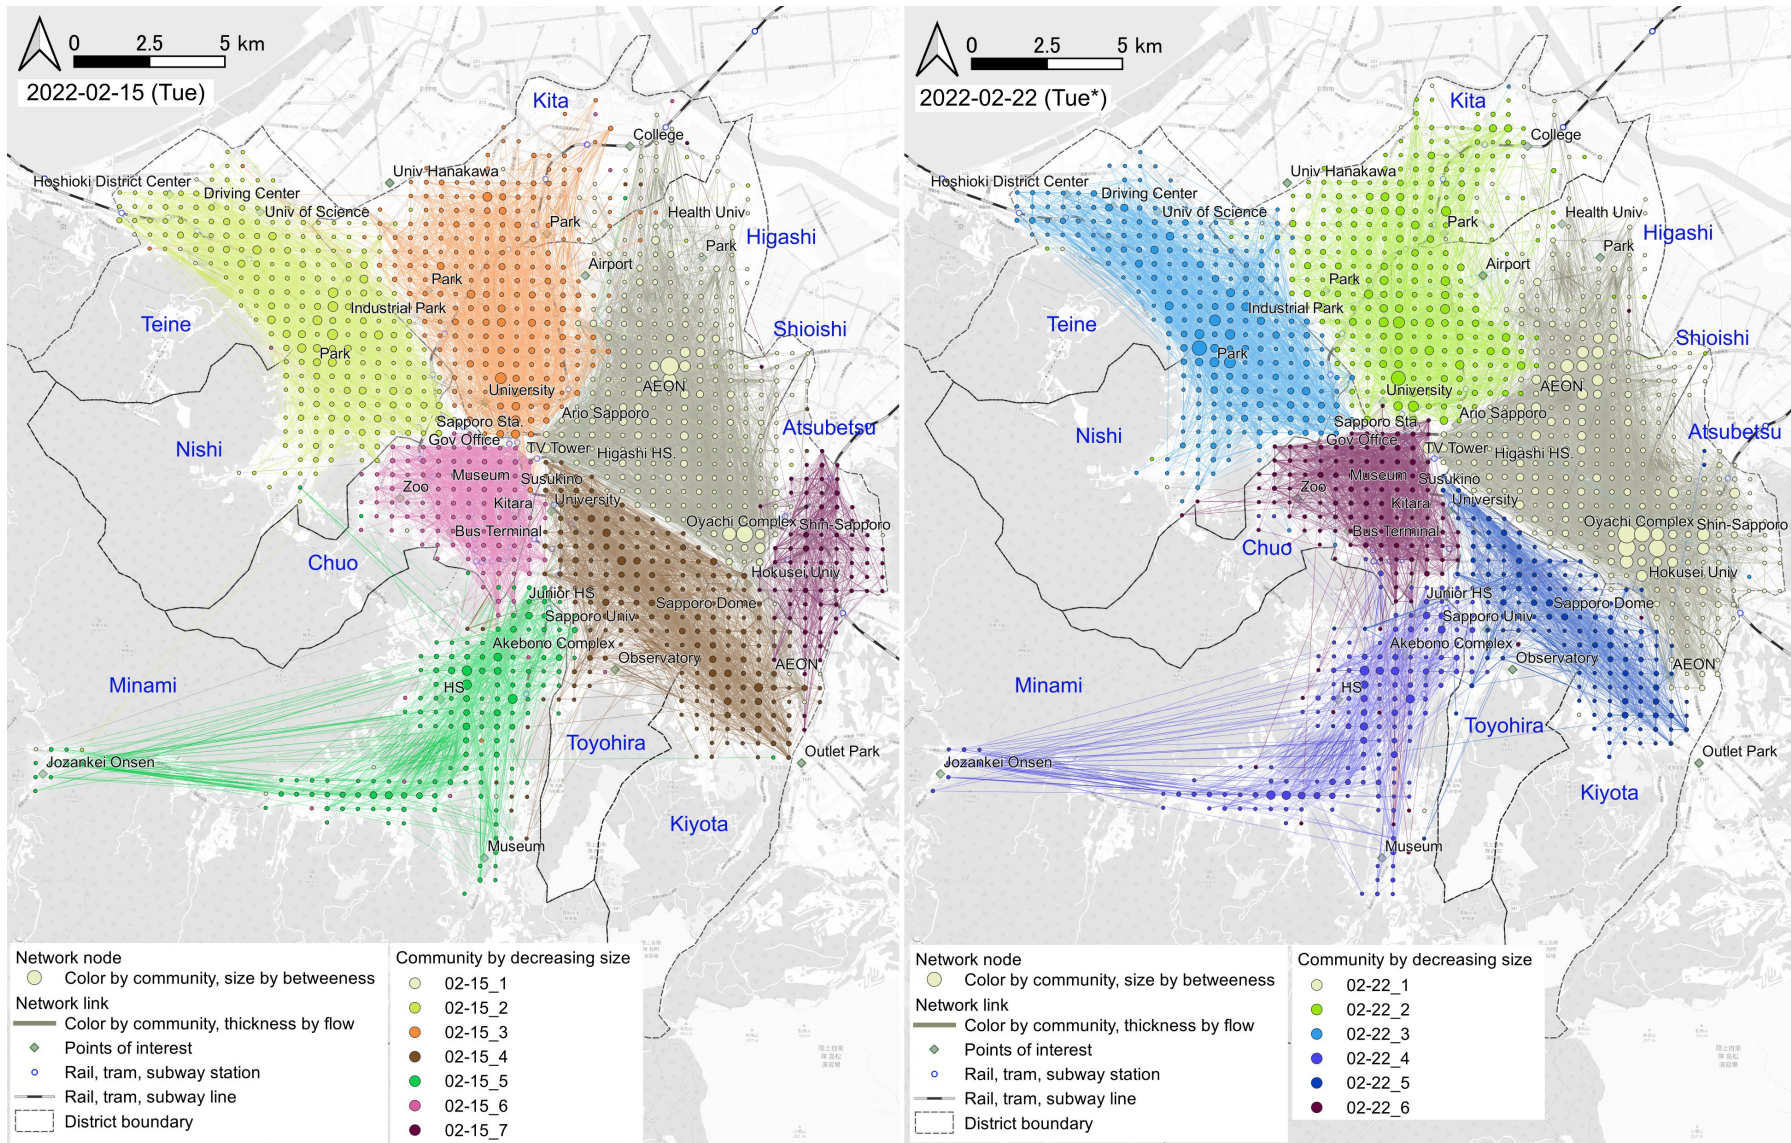 0 2.5 5 km
2022-02-15 (Tue)
Kita
College
Hoshioki District Center
Univ Hanakawa
Driving Center
Univ of Science
Park
Health Univ
Park
Higashi
Airport
Park
Industrial Park
Teine
Park
Shioishi
University
AEON
Ario Sapporo
Sapporo Sta.
Gov Office
Atsubetsu
Nishi
TV Tower
Higashi HS.
Museum
Susukino
Zoo
University
Kitara
Oyachi Complex
Shin-Sapporo
Bus Terminal
Chuo
Hokusei Univ
Junior HS
Sapporo Dome
Sapporo Univ
Akebono Complex
Observatory
AEON
Minami
HS
Toyohira
Outlet Park
Jozankei Onsen
Kiyota
Museum
Network node
Color by community, size by betweeness
Network link
Color by community, thickness by flow
Points of interest
Rail, tram, subway station
Rail, tram, subway line
District boundary
Community by decreasing size
02-15_1
02-15_2
02-15_3
02-15_4
02-15_5
02-15_6
02-15_7
0 2.5 5 km
2022-02-22 (Tue*)
Kita
College
Hoshioki District Center
Univ Hanakawa
Driving Center
Univ of Science
Park
Health Univ
Park
Higashi
Airport
Park
Industrial Park
Teine
Park
Shioishi
University
AEON
Ario Sapporo
Sapporo Sta.
Gov Office
Atsubetsu
Nishi
TV Tower
Higashi HS.
Museum
Susukino
Zoo
University
Kitara
Oyachi Complex
Shin-Sapporo
Bus Terminal
Chuo
Hokusei Univ
Junior HS
Sapporo Dome
Sapporo Univ
Akebono Complex
Observatory
AEON
Minami
HS
Toyohira
Outlet Park
Jozankei Onsen
Kiyota
Museum
Network node
Color by community, size by betweeness
Network link
Color by community, thickness by flow
Points of interest
Rail, tram, subway station
Rail, tram, subway line
District boundary
Community by decreasing size
02-22_1
02-22_2
02-22_3
02-22_4
02-22_5
02-22_6